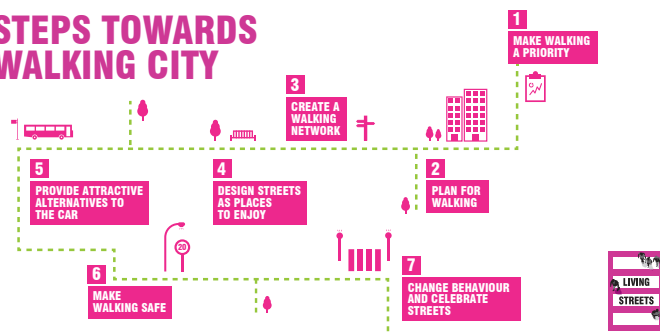 STEPS TOWARDS
WALKING CITY
1
MAKE WALKING
A PRIORITY
2
PLAN FOR
WALKING
3
CREATE A
WALKING
NETWORK
4
DESIGN STREETS
AS PLACES
TO ENJOY
5
PROVIDE ATTRACTIVE
ALTERNATIVES TO
THE CAR
20
6
MAKE
WALKING SAFE
7
CHANGE BEHAVIOUR
AND CELEBRATE
STREETS
LIVING
STREETS